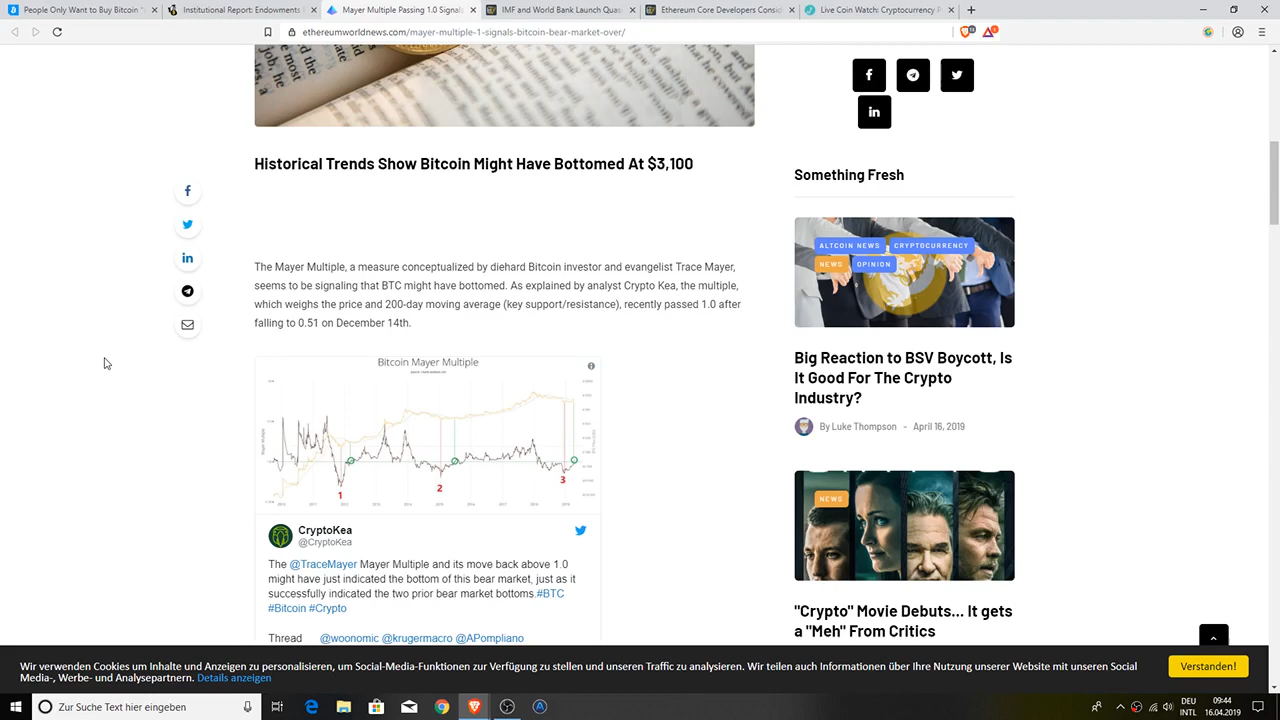 People Only Want to Buy Bitcoin "
Institutional Report: Endowments
Mayer Multiple Passing 1.0 Signals
IMF and World Bank Launch Quas
Ethereum Core Developers Consid
Live Coin Watch: Cryptocurrency P
ethereumworldnews.com/mayer-multiple-1-signals-bitcoin-bear-market-over/
Historical Trends Show Bitcoin Might Have Bottomed At $3,100
The Mayer Multiple, a measure conceptualized by diehard Bitcoin investor and evangelist Trace Mayer,
seems to be signaling that BTC might have bottomed. As explained by analyst Crypto Kea, the multiple,
which weighs the price and 200-day moving average (key support/resistance), recently passed 1.0 after
falling to 0.51 on December 14th.
Bitcoin Mayer Multiple
1
2
3
CryptoKea
@CryptoKea
The @TraceMayer Mayer Multiple and its move back above 1.0
might have just indicated the bottom of this bear market, just as it
successfully indicated the two prior bear market bottoms.#BTC
#Bitcoin #Crypto
Thread @woonomic @krugermacro @APompliano
Something Fresh
ALTCOIN NEWS CRYPTOCURRENCY
NEWS OPINION
Big Reaction to BSV Boycott, Is
It Good For The Crypto
Industry?
By Luke Thompson - April 16, 2019
NEWS
"Crypto" Movie Debuts... It gets
a "Meh" From Critics
Wir verwenden Cookies um Inhalte und Anzeigen zu personalisieren, um Social-Media-Funktionen zur Verfügung zu stellen und unseren Traffic zu analysieren. Wir teilen auch Informationen über Ihre Nutzung unserer Website mit unseren Social
Media-, Werbe- und Analysepartnern. Details anzeigen
Verstanden!
Zur Suche Text hier eingeben
DEU
INTL
09:44
16.04.2019